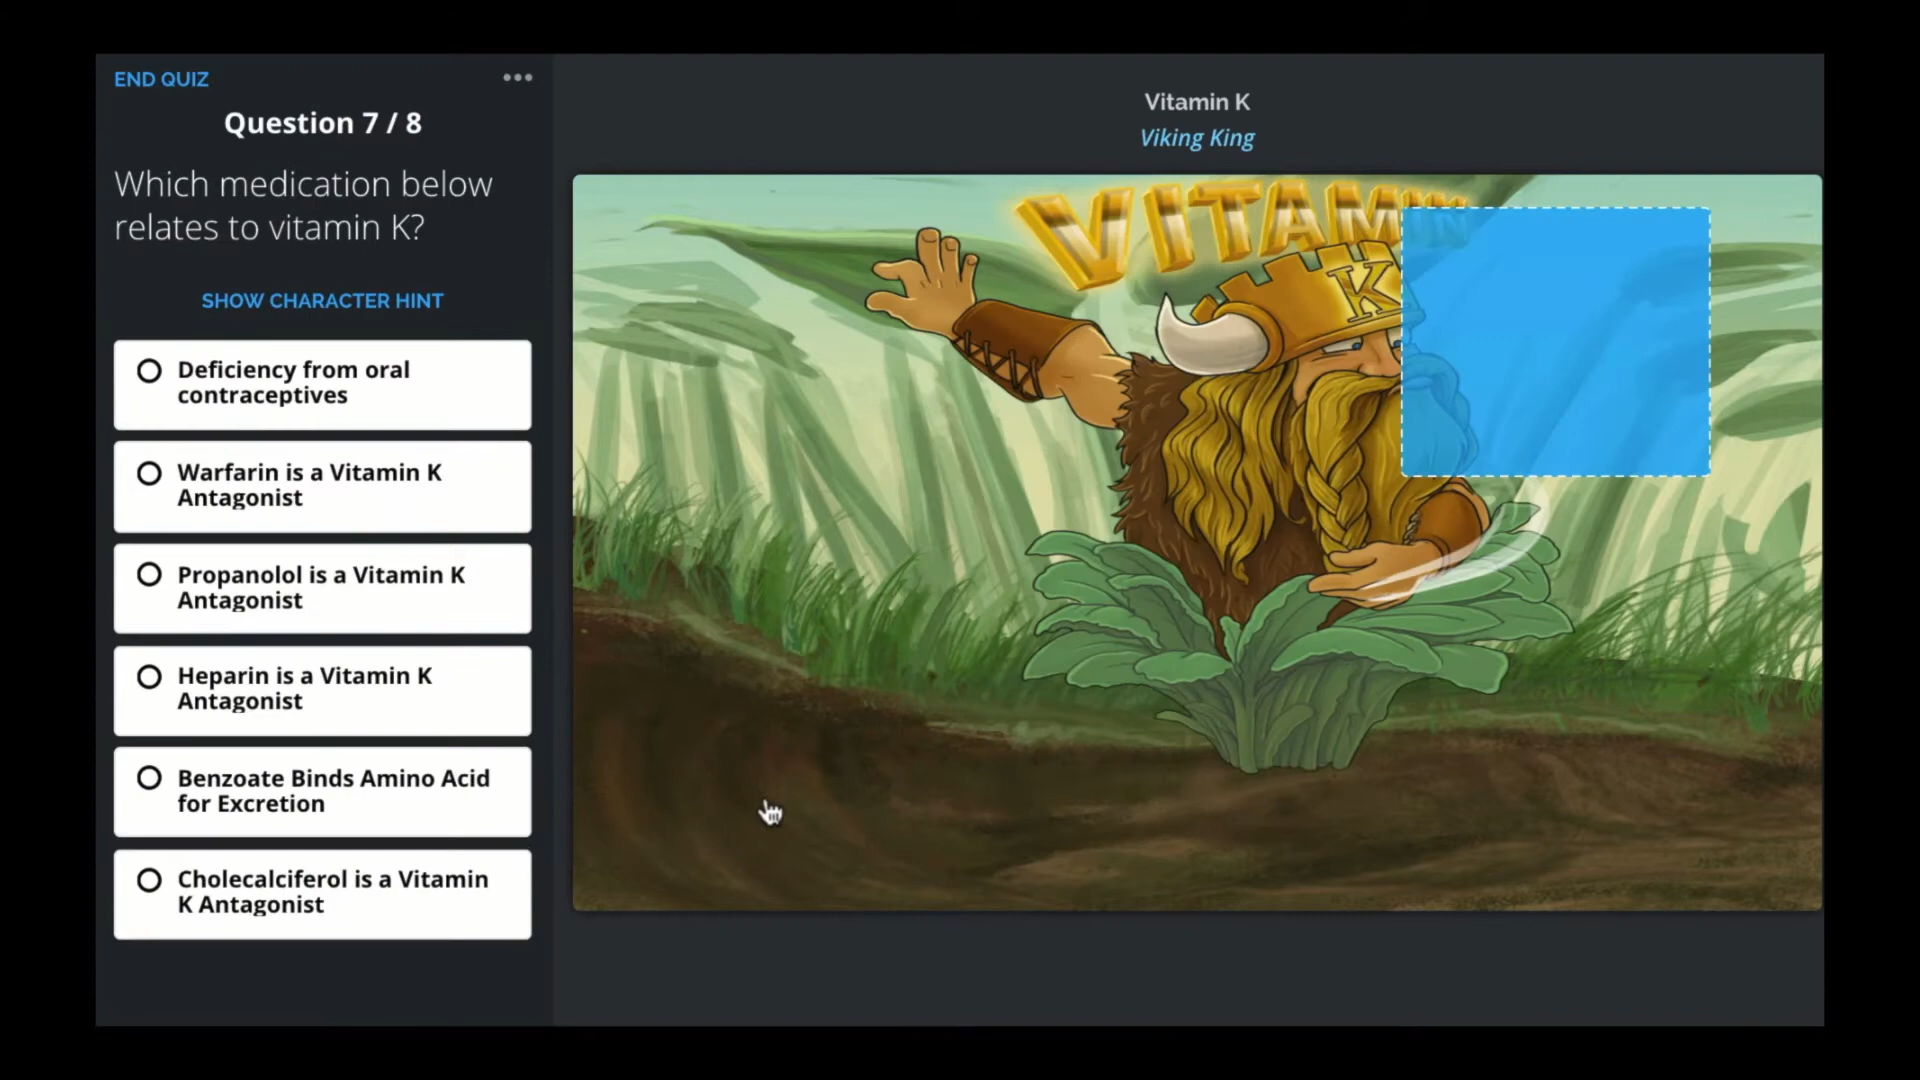 END QUIZ
Question 7 / 8
Which medication below
relates to vitamin K?
SHOW CHARACTER HINT
Deficiency from oral
contraceptives
Warfarin is a Vitamin K
Antagonist
Propanolol is a Vitamin K
Antagonist
Heparin is a Vitamin K
Antagonist
Benzoate Binds Amino Acid
for Excretion
Cholecalciferol is a Vitamin
K Antagonist
Vitamin K
Viking King
VITAMIN
K